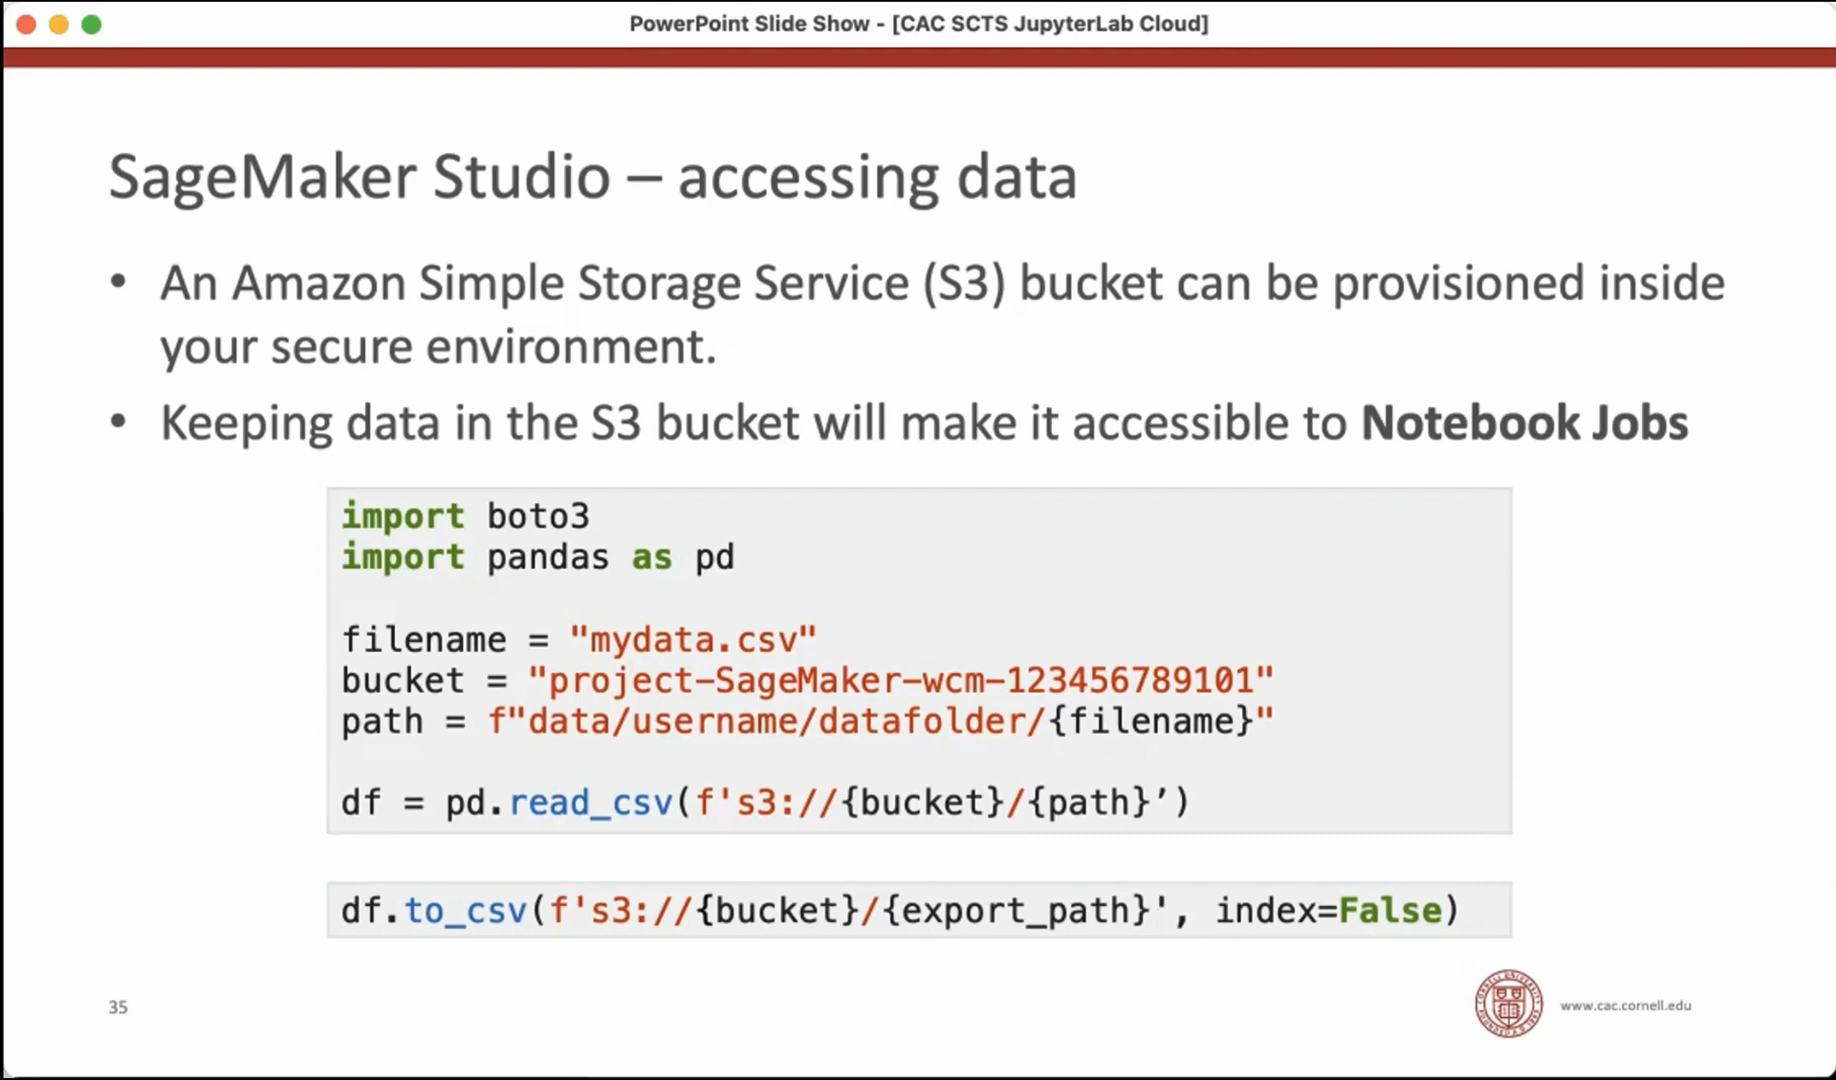 PowerPoint Slide Show - [CAC SCTS JupyterLab Cloud]
SageMaker Studio – accessing data
• An Amazon Simple Storage Service (S3) bucket can be provisioned inside
your secure environment.
• Keeping data in the S3 bucket will make it accessible to Notebook Jobs
import boto3
import pandas as pd
filename = "mydata.csv"
bucket = "project-SageMaker-wcm-123456789101"
path = f"data/username/datafolder/{filename}"
df = pd.read_csv(f's3://{bucket}/{path}’)
df.to_csv(f's3://{bucket}/{export_path}', index=False)
35
www.cac.cornell.edu